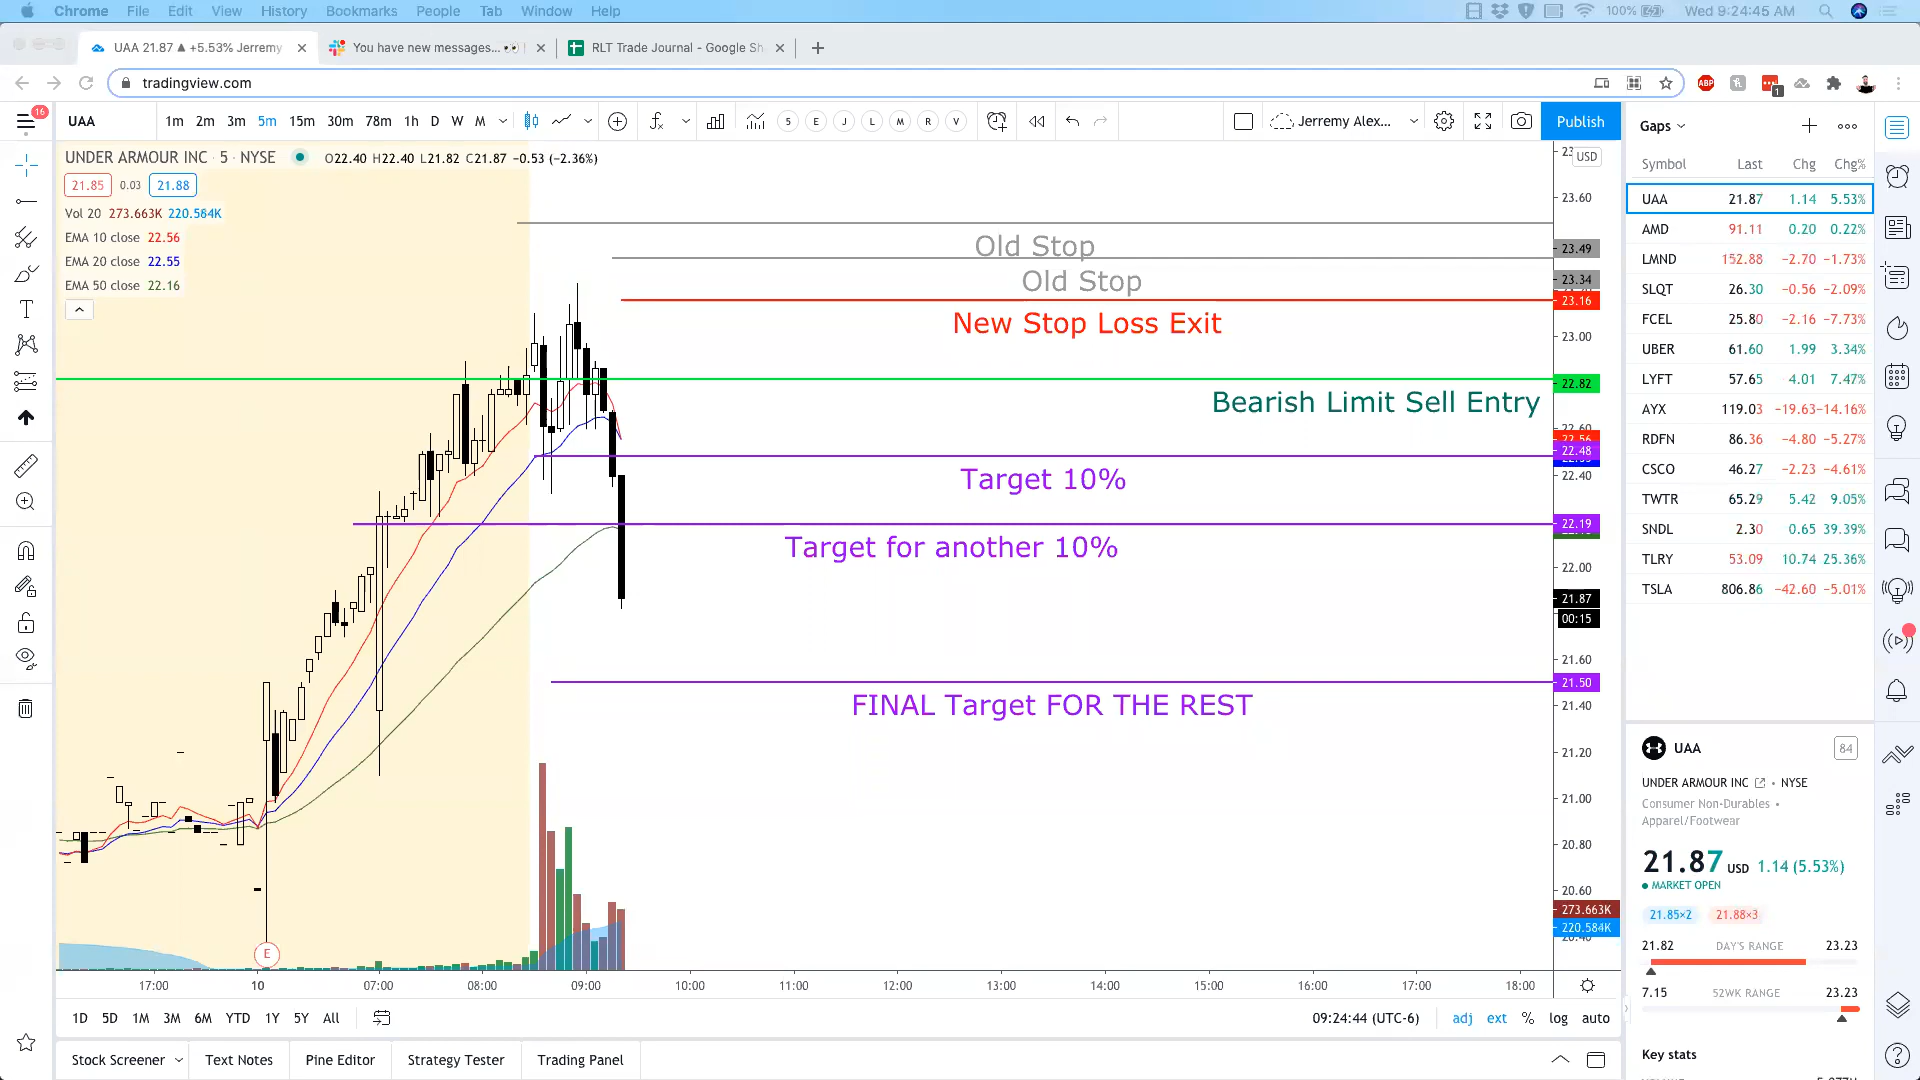 Chrome File Edit View History Bookmarks People Tab Window Help 100% Wed 9:24:45 AM
UAA 21.87 ▲ +5.53% Jerremy You have new messages... 👀 RLT Trade Journal - Google Sh
tradingview.com ABP 1
16 UAA 1m 2m 3m 5m 15m 30m 78m 1h D W M S E J L M R V Jerremy Alex... Publish Gaps
UNDER ARMOUR INC · 5 · NYSE O22.40 H22.40 L21.82 C21.87 −0.53 (−2.36%)
21.85 0.03 21.88
Vol 20 273.663K 220.584K
EMA 10 close 22.56
EMA 20 close 22.55
EMA 50 close 22.16
Old Stop
Old Stop
New Stop Loss Exit
Bearish Limit Sell Entry
Target 10%
Target for another 10%
FINAL Target FOR THE REST
E
USD
23.60
23.49
23.34
23.16
23.00
22.82
22.60
22.56
22.48
22.40
22.19
22.00
21.87
00:15
21.60
21.50
21.40
21.20
21.00
20.80
20.60
273.663K
220.584K
20.40
17:00 10 07:00 08:00 09:00 10:00 11:00 12:00 13:00 14:00 15:00 16:00 17:00 18:00
1D 5D 1M 3M 6M YTD 1Y 5Y All 09:24:44 (UTC-6) adj ext % log auto
Stock Screener Text Notes Pine Editor Strategy Tester Trading Panel
Symbol Last Chg Chg%
UAA 21.87 1.14 5.53%
AMD 91.11 0.20 0.22%
LMND 152.88 −2.70 −1.73%
SLQT 26.30 −0.56 −2.09%
FCEL 25.80 −2.16 −7.73%
UBER 61.60 1.99 3.34%
LYFT 57.65 4.01 7.47%
AYX 119.03 −19.63 −14.16%
RDFN 86.36 −4.80 −5.27%
CSCO 46.27 −2.23 −4.61%
TWTR 65.29 5.42 9.05%
SNDL 2.30 0.65 39.39%
TLRY 53.09 10.74 25.36%
TSLA 806.86 −42.60 −5.01%
UAA 84
UNDER ARMOUR INC • NYSE
Consumer Non-Durables •
Apparel/Footwear
21.87 USD 1.14 (5.53%)
MARKET OPEN
21.85×2 21.88×3
21.82 DAY'S RANGE 23.23
7.15 52WK RANGE 23.23
Key stats